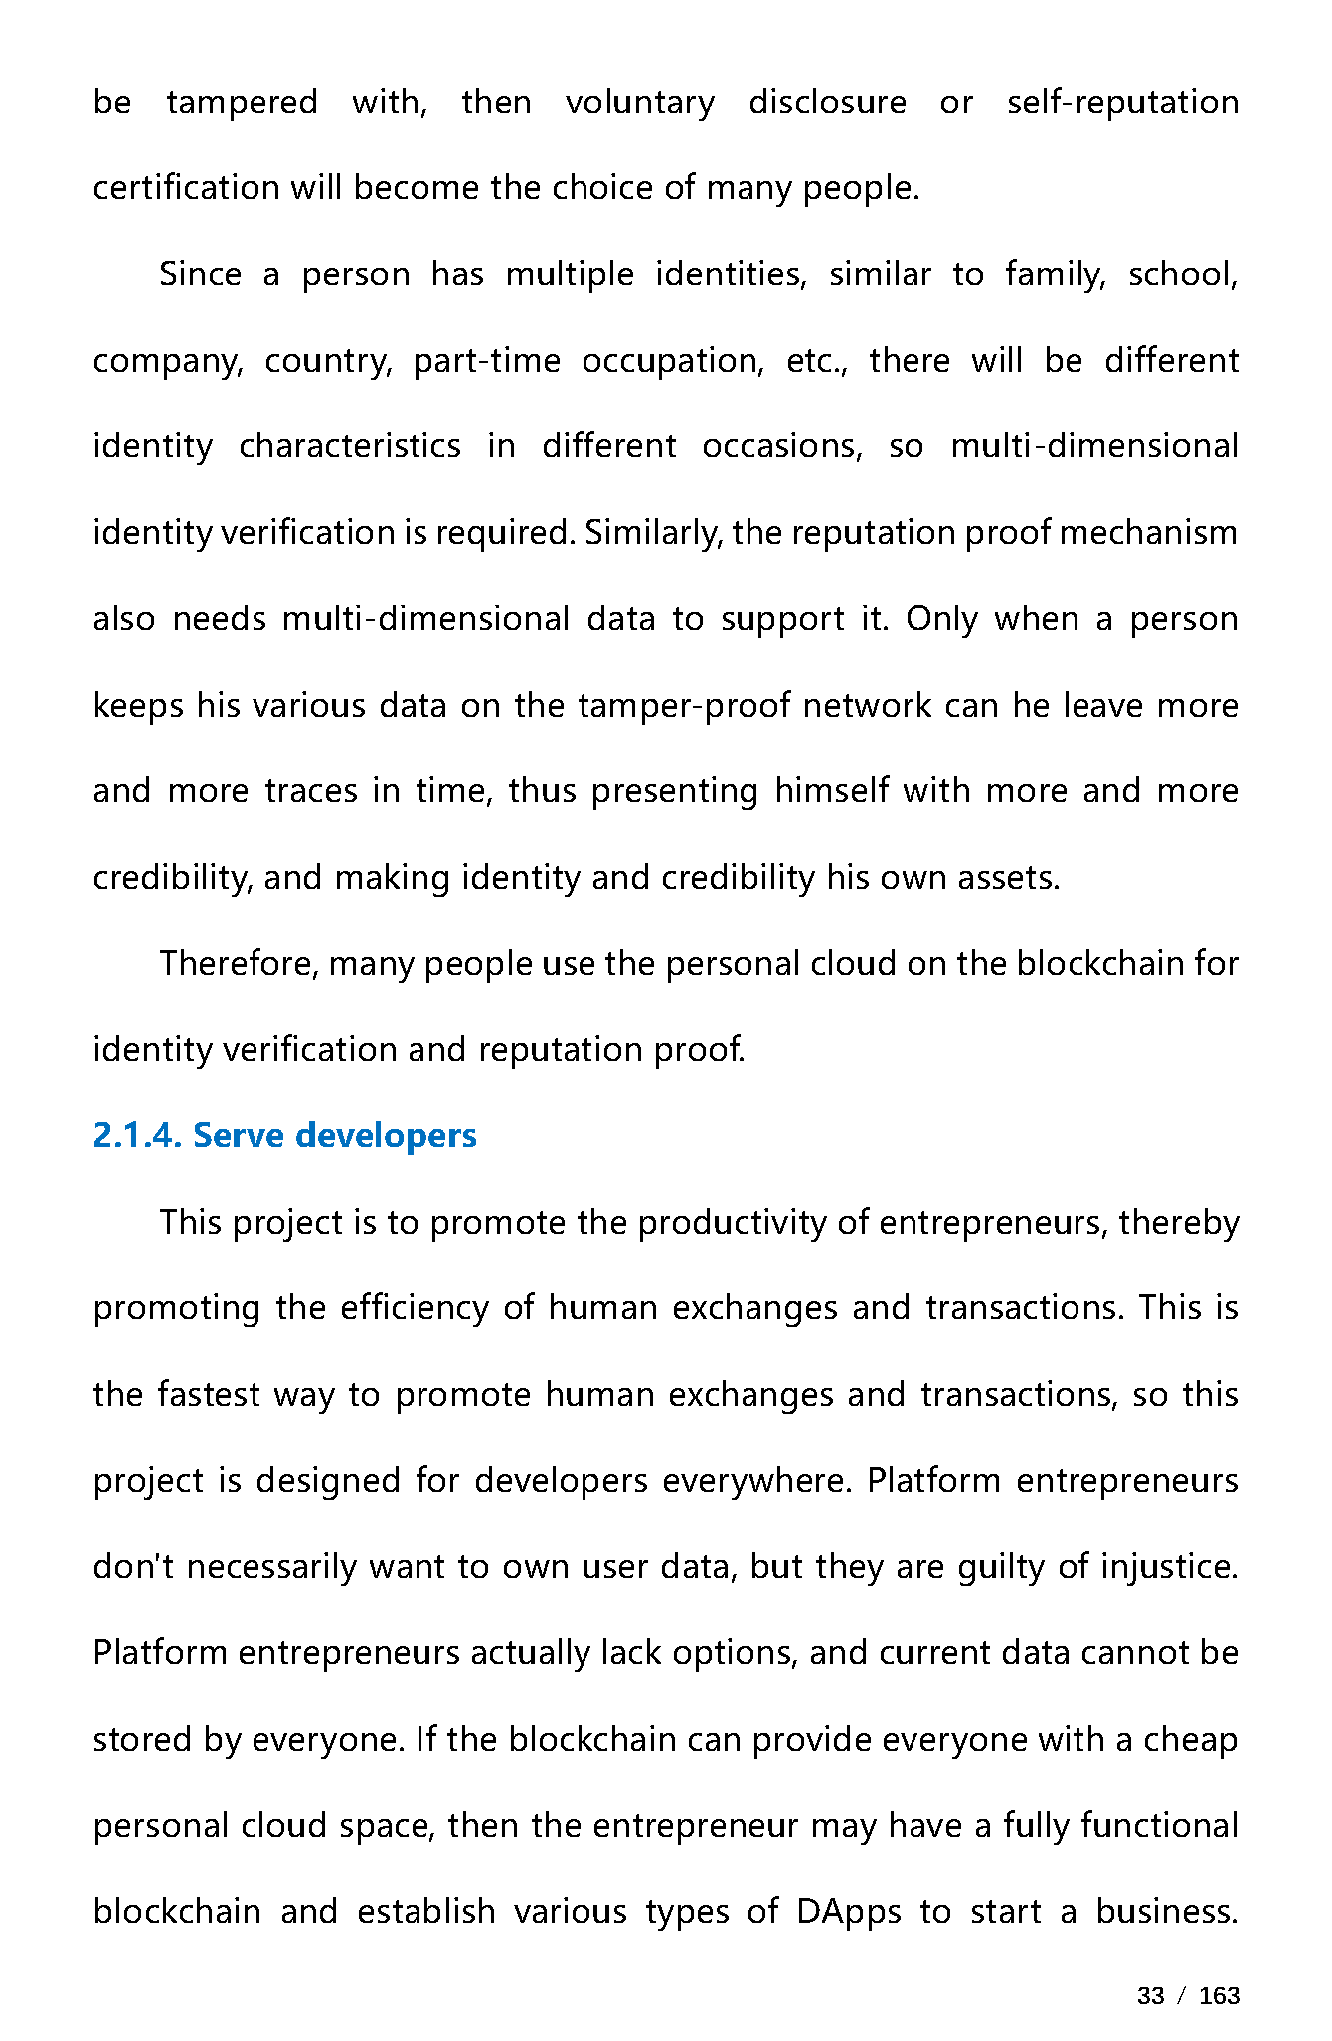 be tampered with, then voluntary disclosure or self-reputation
certification will become the choice of many people.
Since a person has multiple identities, similar to family, school,
company, country, part-time occupation, etc., there will be different
identity characteristics in different occasions, so multi-dimensional
identity verification is required. Similarly, the reputation proof mechanism
also needs multi-dimensional data to support it. Only when a person
keeps his various data on the tamper-proof network can he leave more
and more traces in time, thus presenting himself with more and more
credibility, and making identity and credibility his own assets.
Therefore, many people use the personal cloud on the blockchain for
identity verification and reputation proof.
2.1.4. Serve developers
This project is to promote the productivity of entrepreneurs, thereby
promoting the efficiency of human exchanges and transactions. This is
the fastest way to promote human exchanges and transactions, so this
project is designed for developers everywhere. Platform entrepreneurs
don't necessarily want to own user data, but they are guilty of injustice.
Platform entrepreneurs actually lack options, and current data cannot be
stored by everyone. If the blockchain can provide everyone with a cheap
personal cloud space, then the entrepreneur may have a fully functional
blockchain and establish various types of DApps to start a business.
33 / 163